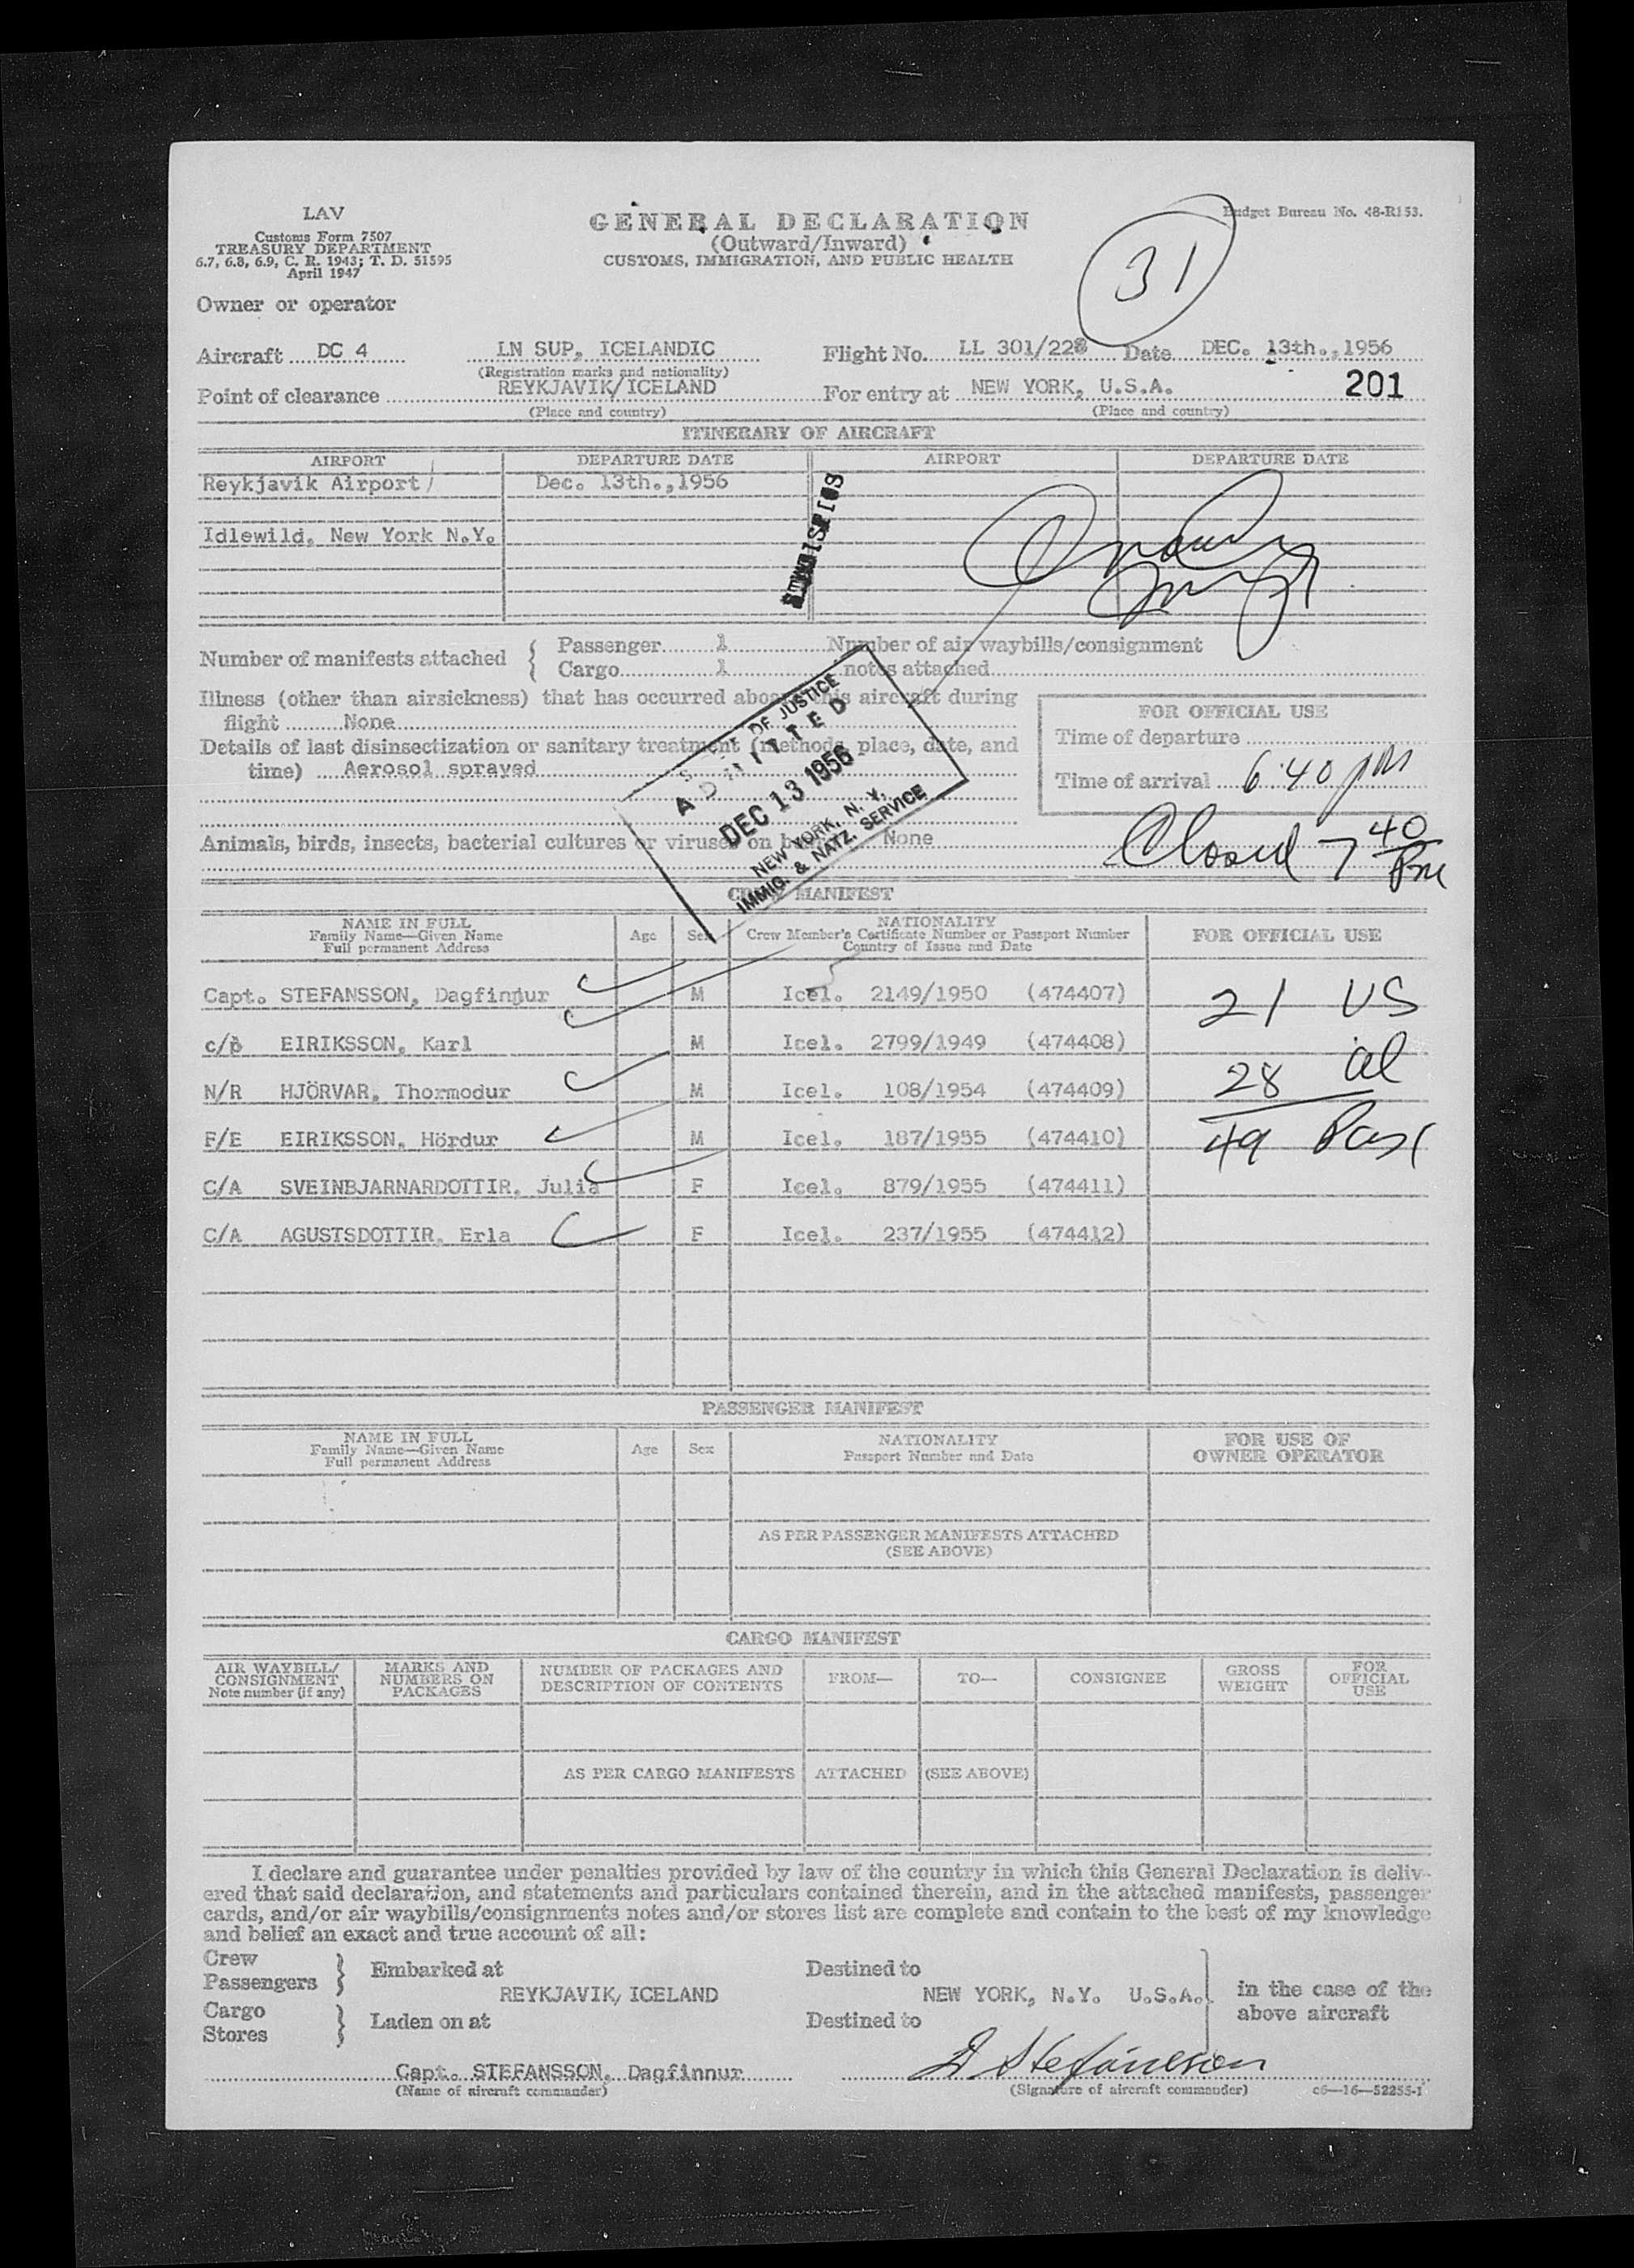 LAV
Customs Form 7507
TREASURY DEPARTMENT
6.7, 6.8, 6.9, C. R. 1943; T. D. 51595
April 1947
GENERAL DECLARATION
(Outward/Inward)
CUSTOMS, IMMIGRATION, AND PUBLIC HEALTH
Budget Bureau No. 48-R153.
31
Owner or operator
Aircraft DC 4 LN SUP, ICELANDIC Flight No. LL 301/228 Date DEC. 13th., 1956
(Registration marks and nationality)
Point of clearance REYKJAVIK/ICELAND For entry at NEW YORK, U.S.A. 201
(Place and country) (Place and country)
ITINERARY OF AIRCRAFT
AIRPORT DEPARTURE DATE AIRPORT DEPARTURE DATE
Reykjavik Airport/ Dec. 13th.,1956
Idlewild, New York N.Y.
Number of manifests attached { Passenger 1 Number of air waybills/consignment
Cargo 1 notes attached
Illness (other than airsickness) that has occurred aboard this aircraft during
flight None
Details of last disinsectization or sanitary treatment (methods, place, date, and
time) Aerosol sprayed
Animals, birds, insects, bacterial cultures or viruses on None
FOR OFFICIAL USE
Time of departure
Time of arrival 6:40 pm
Closed 7 40 Pm
OF JUSTICE
ADMITTED
DEC 13 1956
NEW YORK, N. Y.
IMMIG. & NATZ. SERVICE
CREW MANIFEST
NAME IN FULL
Family Name—Given Name
Full permanent Address
Age
Sex
NATIONALITY
Crew Member's Certificate Number or Passport Number
Country of Issue and Date
FOR OFFICIAL USE
Capt. STEFANSSON, Dagfinnur M Icel. 2149/1950 (474407) 21 US
c/p EIRIKSSON, Karl M Icel. 2799/1949 (474408)
N/R HJÖRVAR, Thormodur M Icel. 108/1954 (474409) 28 al
F/E EIRIKSSON, Hördur M Icel. 187/1955 (474410) 49 Pass
C/A SVEINBJARNARDOTTIR, Julia F Icel. 879/1955 (474411)
C/A AGUSTSDOTTIR, Erla F Icel. 237/1955 (474412)
PASSENGER MANIFEST
NAME IN FULL
Family Name—Given Name
Full permanent Address
Age
Sex
NATIONALITY
Passport Number and Date
FOR USE OF
OWNER OPERATOR
AS PER PASSENGER MANIFESTS ATTACHED
(SEE ABOVE)
CARGO MANIFEST
AIR WAYBILL/
CONSIGNMENT
Note number (if any)
MARKS AND
NUMBERS ON
PACKAGES
NUMBER OF PACKAGES AND
DESCRIPTION OF CONTENTS
FROM—
TO—
CONSIGNEE
GROSS
WEIGHT
FOR
OFFICIAL
USE
AS PER CARGO MANIFESTS ATTACHED (SEE ABOVE)
I declare and guarantee under penalties provided by law of the country in which this General Declaration is deliv-
ered that said declaration, and statements and particulars contained therein, and in the attached manifests, passenger
cards, and/or air waybills/consignments notes and/or stores list are complete and contain to the best of my knowledge
and belief an exact and true account of all:
Crew
Passengers } Embarked at Destined to
REYKJAVIK/ICELAND NEW YORK, N.Y. U.S.A. in the case of the
above aircraft
Cargo
Stores } Laden on at Destined to
Capt. STEFANSSON, Dagfinnur D Stefánsson
(Name of aircraft commander) (Signature of aircraft commander) c6—16—52255-1